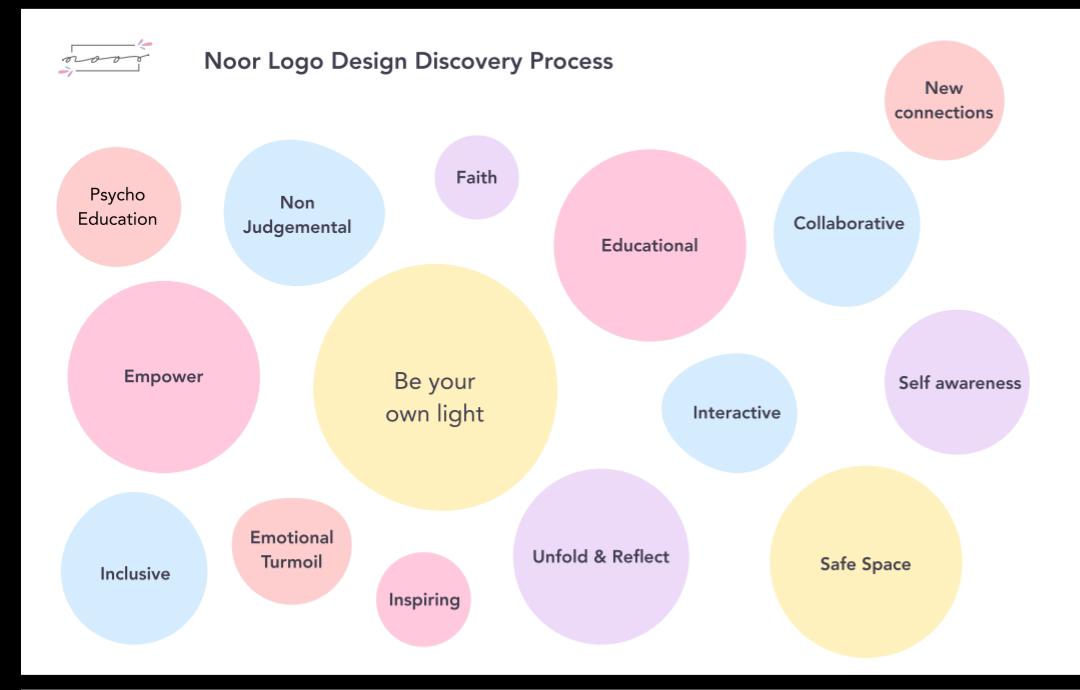 noor
Noor Logo Design Discovery Process
New
connections
Psycho
Education
Non
Judgemental
Faith
Educational
Collaborative
Empower
Be your
own light
Interactive
Self awareness
Inclusive
Emotional
Turmoil
Inspiring
Unfold & Reflect
Safe Space